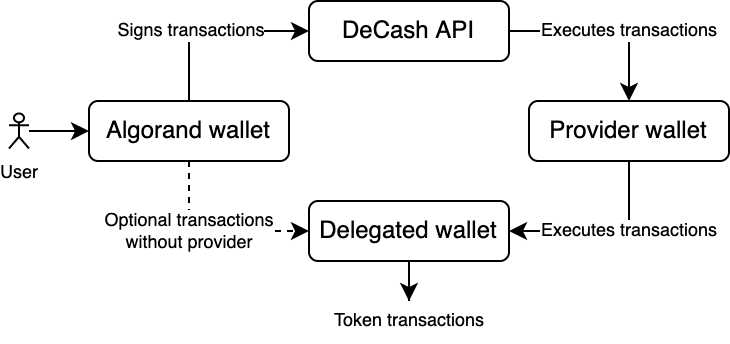 Signs transactions
DeCash API
Executes transactions
Algorand wallet
Provider wallet
User
Optional transactions
without provider
Delegated wallet
Executes transactions
Token transactions